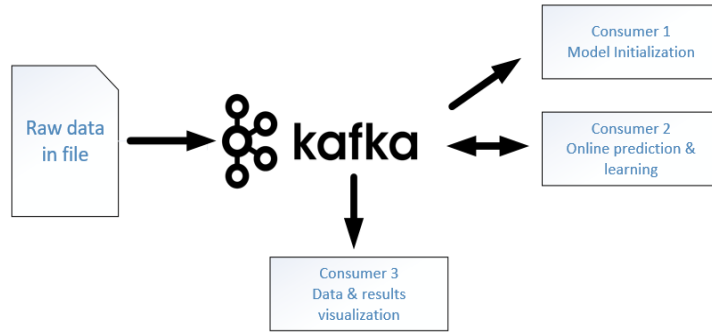 Consumer 1
Model Initialization
Raw data
in file
kafka
Consumer 2
Online prediction &
learning
Consumer 3
Data & results
visualization